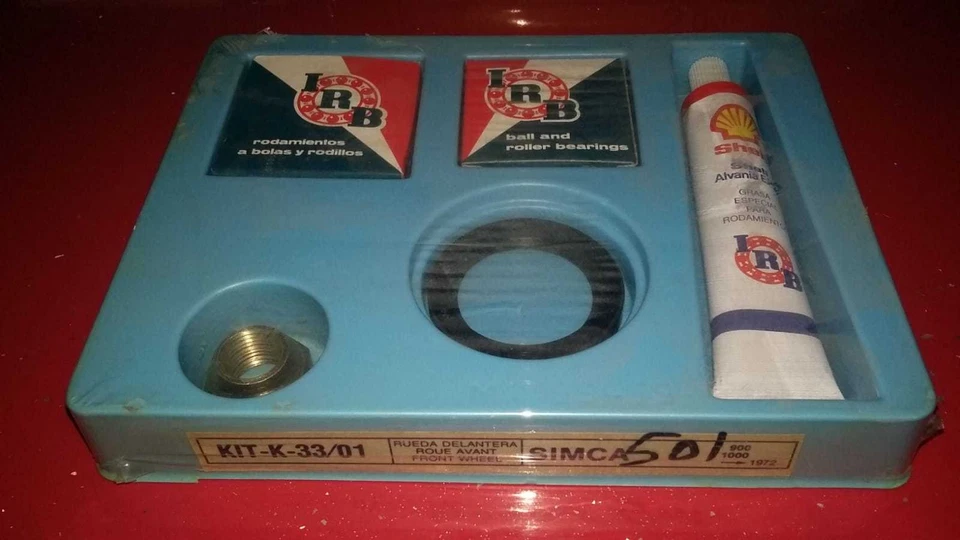 IRB
rodamientos
a bolas y rodillos
IRB
ball and
roller bearings
Shell
Shell
Alvania
GRASA
ESPECIAL
PARA
IRB
KIT-K-33/01
RUEDA DELANTERA
ROUE AVANT
FRONT WHEEL
SIMCA 501
900
1000
→ 1972